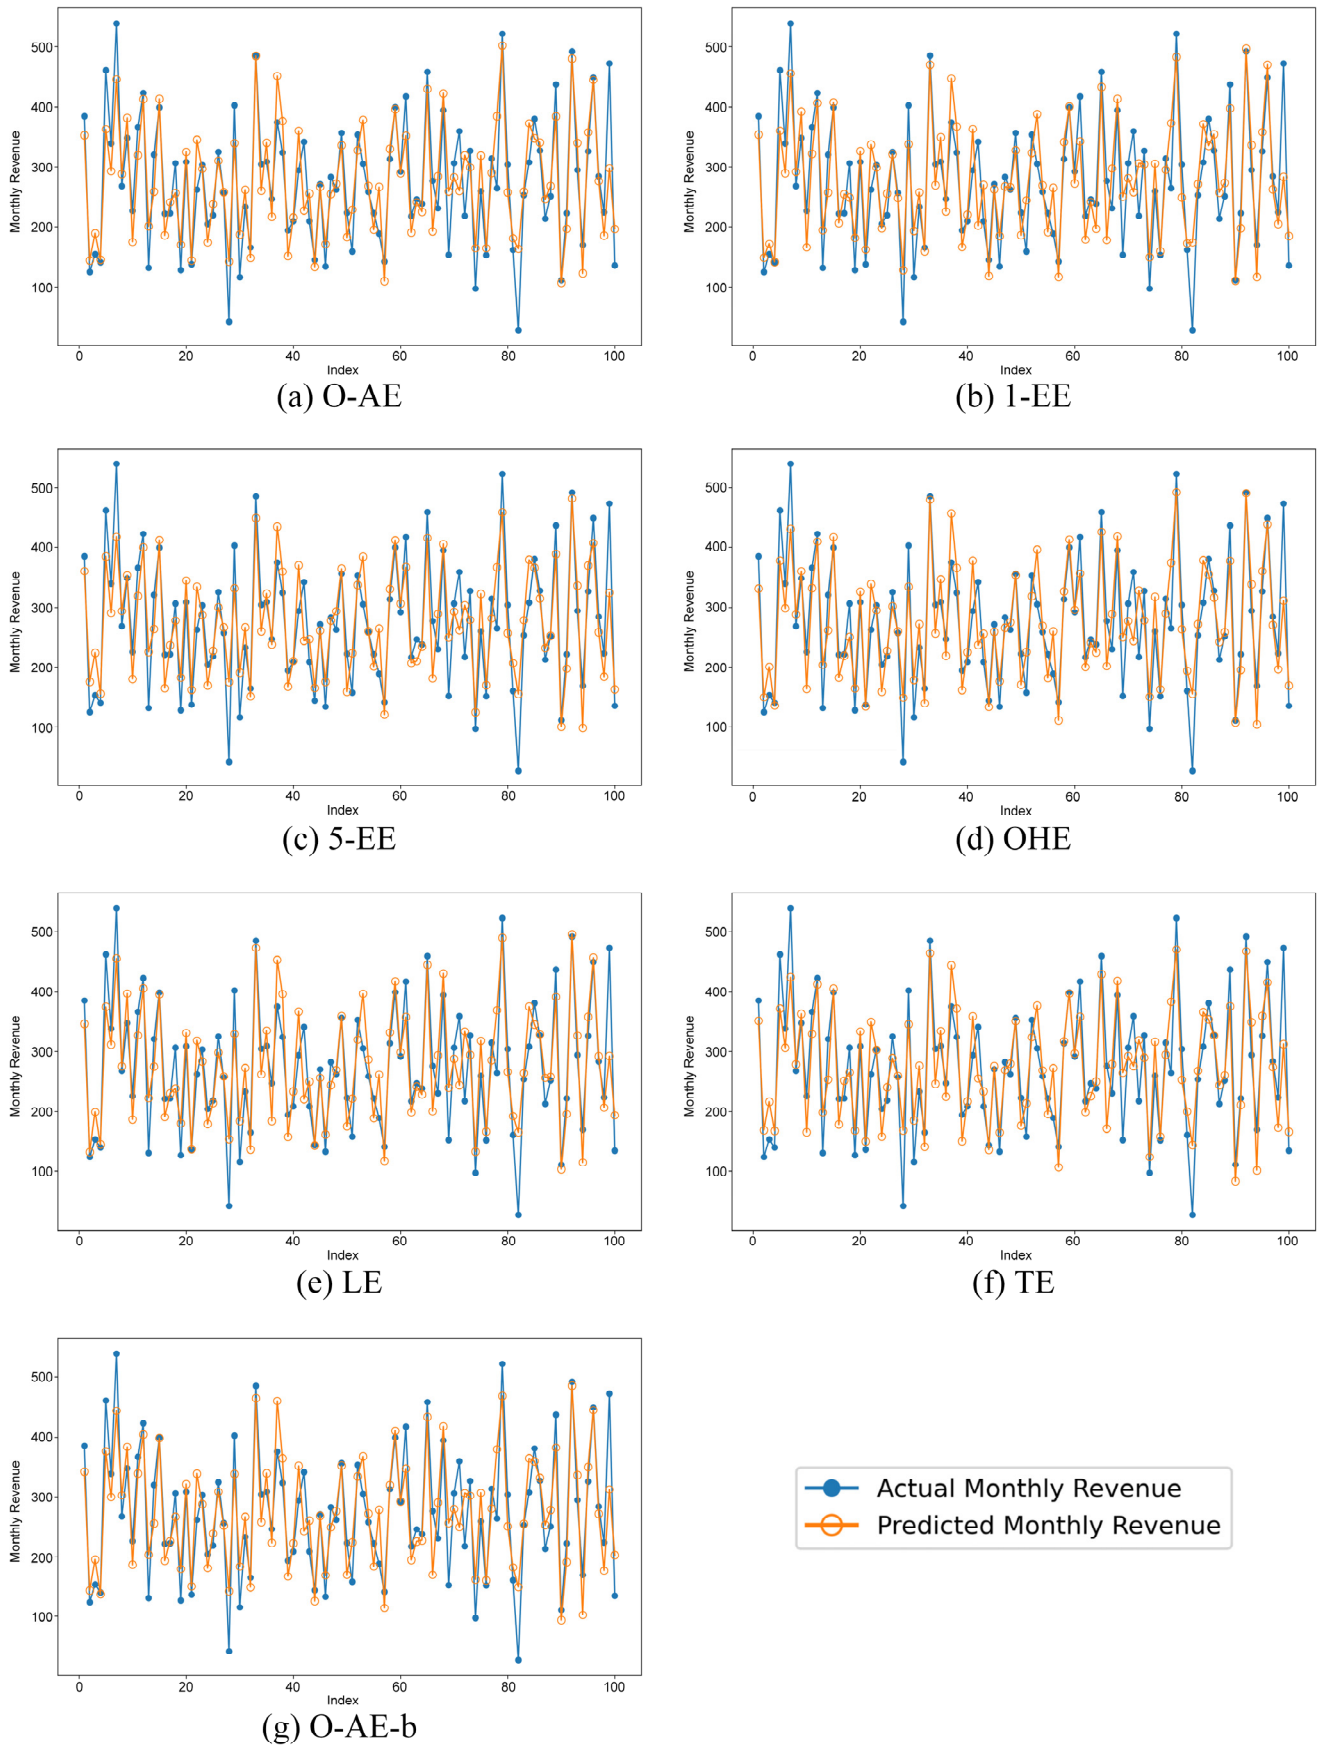 500
400
300
200
100
Monthly Revenue
0 20 40 60 80 100
Index
(a) O-AE
500
400
300
200
100
Monthly Revenue
0 20 40 60 80 100
Index
(b) 1-EE
500
400
300
200
100
Monthly Revenue
0 20 40 60 80 100
Index
(c) 5-EE
500
400
300
200
100
Monthly Revenue
0 20 40 60 80 100
Index
(d) OHE
500
400
300
200
100
Monthly Revenue
0 20 40 60 80 100
Index
(e) LE
500
400
300
200
100
Monthly Revenue
0 20 40 60 80 100
Index
(f) TE
500
400
300
200
100
Monthly Revenue
0 20 40 60 80 100
Index
(g) O-AE-b
Actual Monthly Revenue
Predicted Monthly Revenue